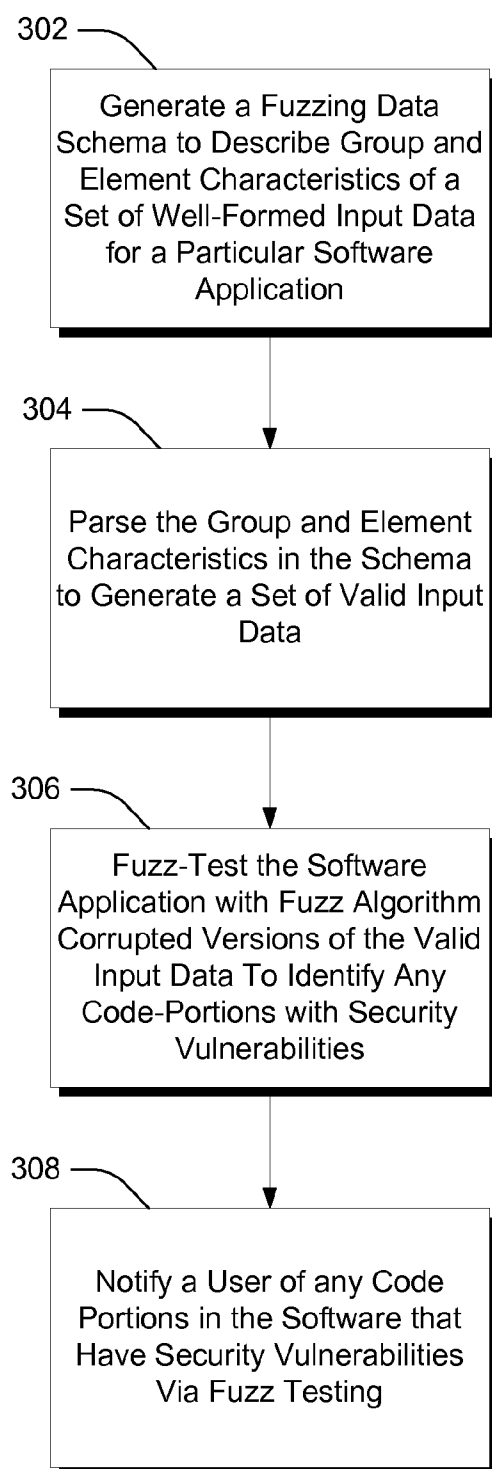 302
Generate a Fuzzing Data
Schema to Describe Group and
Element Characteristics of a
Set of Well-Formed Input Data
for a Particular Software
Application
304
Parse the Group and Element
Characteristics in the Schema
to Generate a Set of Valid Input
Data
306
Fuzz-Test the Software
Application with Fuzz Algorithm
Corrupted Versions of the Valid
Input Data To Identify Any
Code-Portions with Security
Vulnerabilities
308
Notify a User of any Code
Portions in the Software that
Have Security Vulnerabilities
Via Fuzz Testing